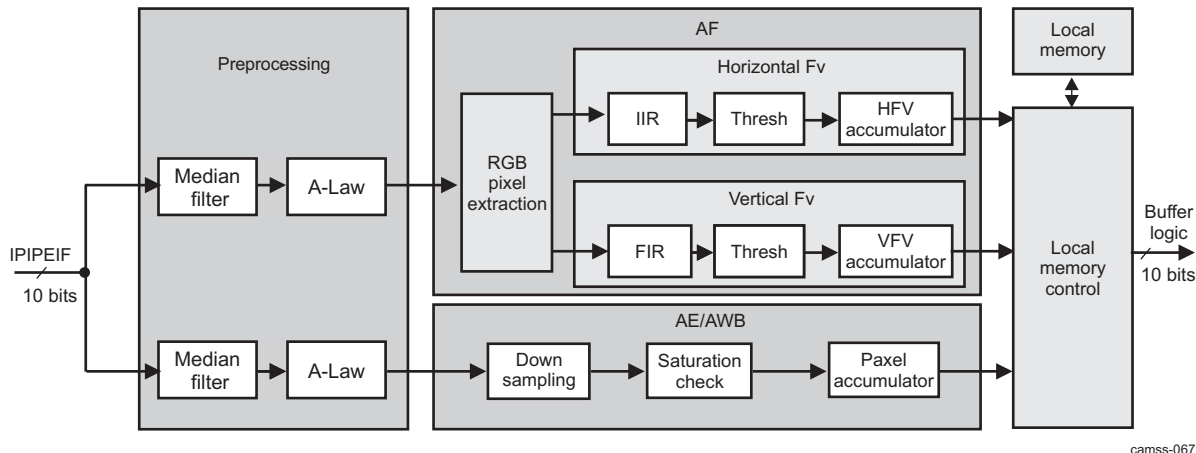 AF
Local
memory
Preprocessing
Horizontal Fv
IIR
Thresh
HFV
accumulator
Median
filter
A-Law
RGB
pixel
extraction
Vertical Fv
FIR
Thresh
VFV
accumulator
IPIPEIF
10 bits
Local
memory
control
Buffer
logic
10 bits
AE/AWB
Median
filter
A-Law
Down
sampling
Saturation
check
Paxel
accumulator
camss-067